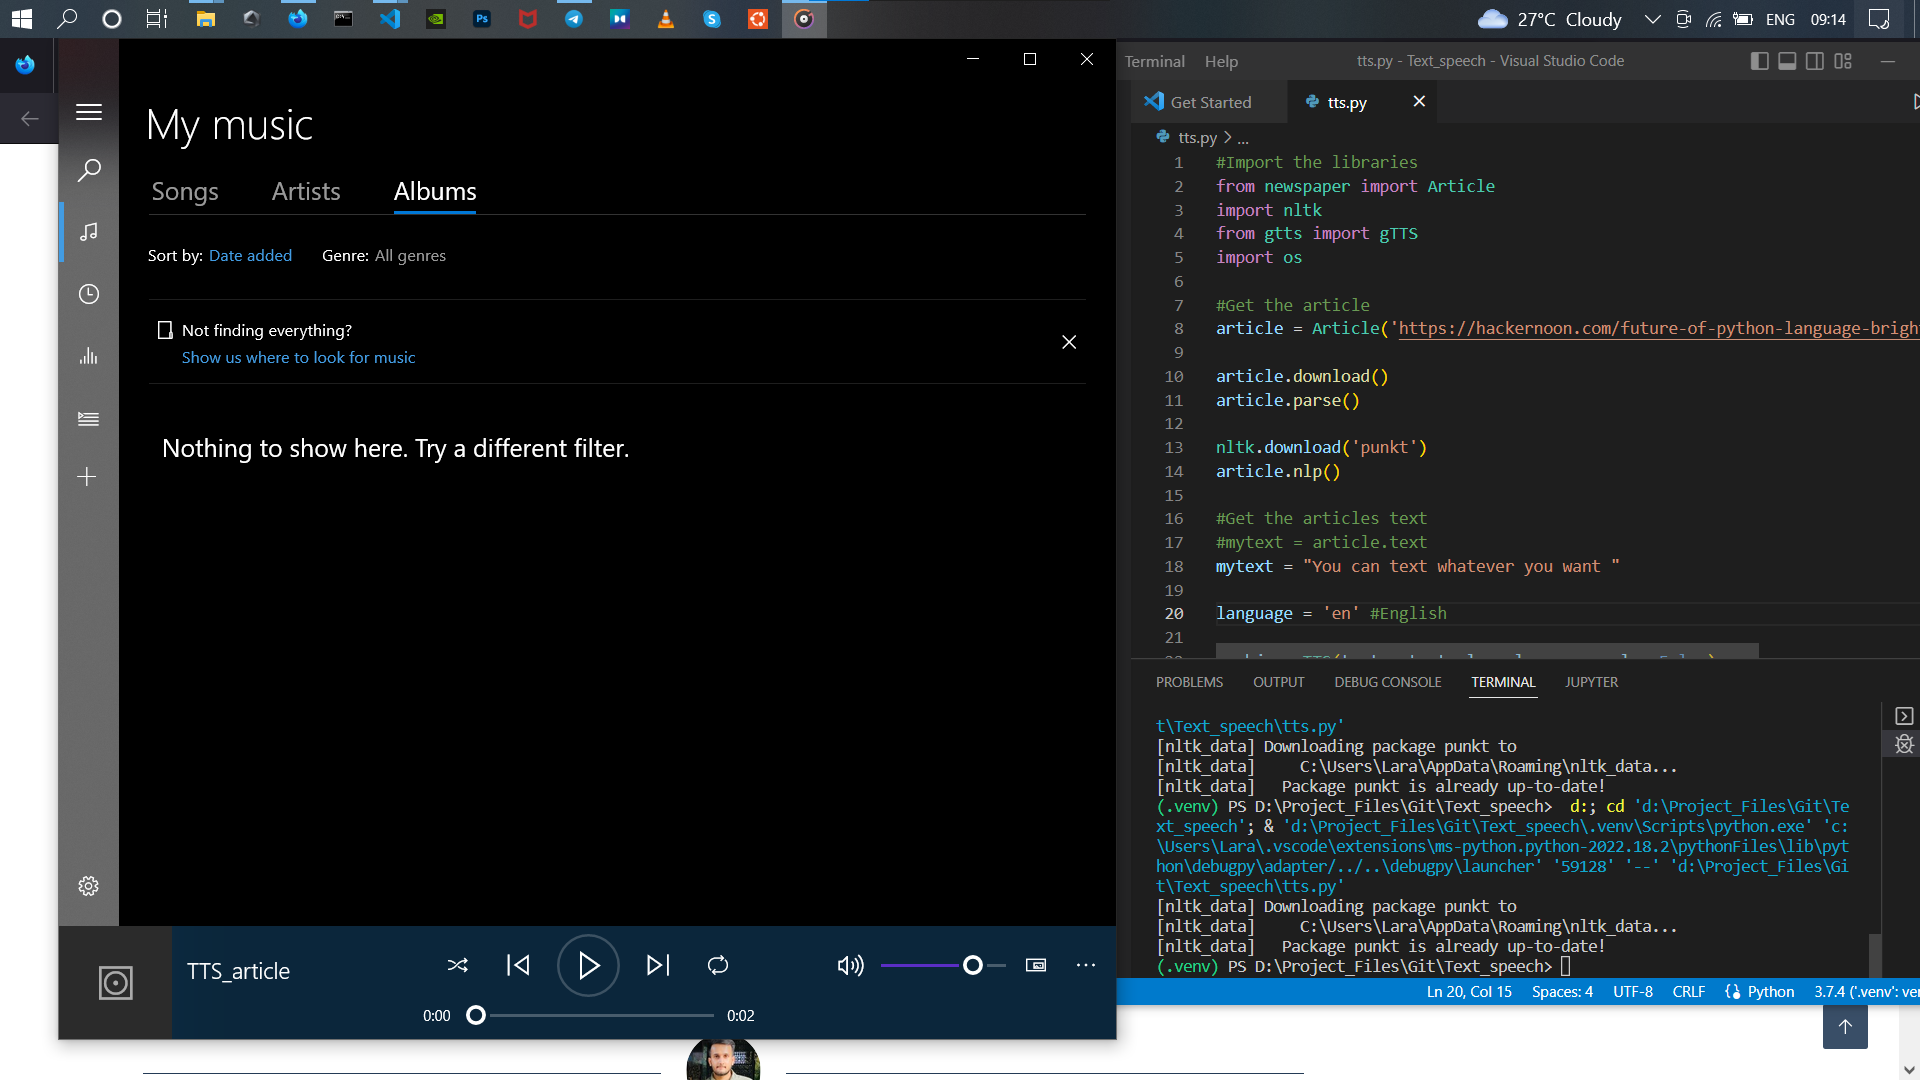 27°C Cloudy
ENG
09:14
My music
Songs
Artists
Albums
Sort by: Date added
Genre: All genres
Not finding everything?
Show us where to look for music
Nothing to show here. Try a different filter.
TTS_article
0:00
0:02
Terminal
Help
tts.py - Text_speech - Visual Studio Code
Get Started
tts.py
tts.py > ...
1 #Import the libraries
2 from newspaper import Article
3 import nltk
4 from gtts import gTTS
5 import os
6
7 #Get the article
8 article = Article('https://hackernoon.com/future-of-python-language-brigh
9
10 article.download()
11 article.parse()
12
13 nltk.download('punkt')
14 article.nlp()
15
16 #Get the articles text
17 #mytext = article.text
18 mytext = "You can text whatever you want "
19
20 language = 'en' #English
21
PROBLEMS
OUTPUT
DEBUG CONSOLE
TERMINAL
JUPYTER
t\Text_speech\tts.py'
[nltk_data] Downloading package punkt to
[nltk_data]     C:\Users\Lara\AppData\Roaming\nltk_data...
[nltk_data]   Package punkt is already up-to-date!
(.venv) PS D:\Project_Files\Git\Text_speech>  d:; cd 'd:\Project_Files\Git\Te
xt_speech'; & 'd:\Project_Files\Git\Text_speech\.venv\Scripts\python.exe' 'c:
\Users\Lara\.vscode\extensions\ms-python.python-2022.18.2\pythonFiles\lib\pyt
hon\debugpy\adapter/../..\debugpy\launcher' '59128' '--' 'd:\Project_Files\Gi
t\Text_speech\tts.py'
[nltk_data] Downloading package punkt to
[nltk_data]     C:\Users\Lara\AppData\Roaming\nltk_data...
[nltk_data]   Package punkt is already up-to-date!
(.venv) PS D:\Project_Files\Git\Text_speech>
Ln 20, Col 15
Spaces: 4
UTF-8
CRLF
Python
3.7.4 ('.venv': ve